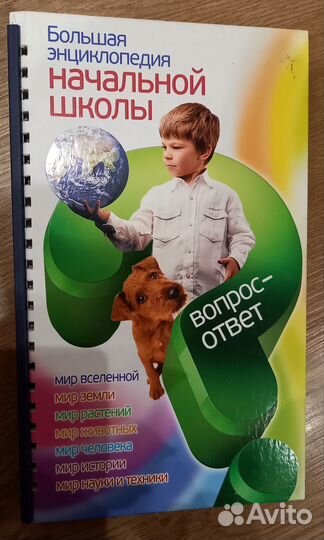 Большая
энциклопедия
начальной
школы
вопрос-
ответ
мир вселенной
мир земли
мир растений
мир животных
мир человека
мир истории
мир науки и техники
Avito